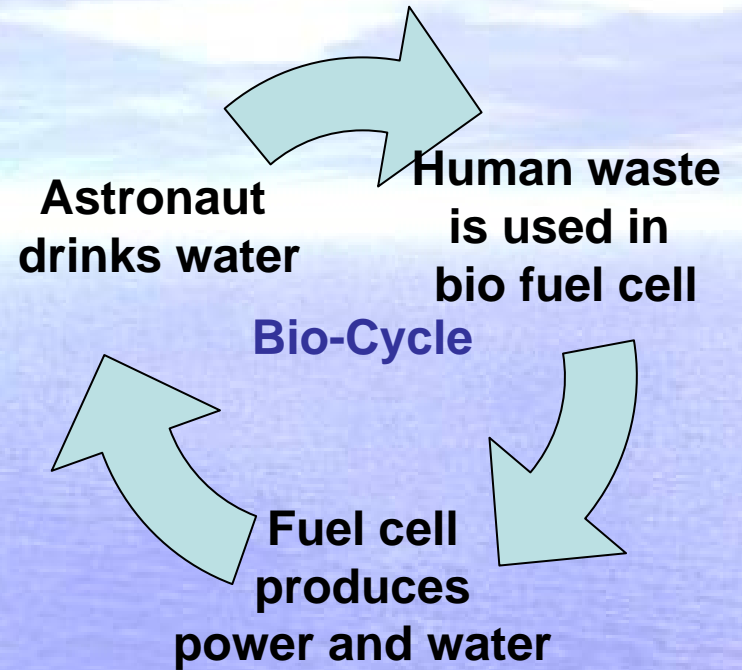 Astronaut
drinks water
Human waste
is used in
bio fuel cell
Bio-Cycle
Fuel cell
produces
power and water